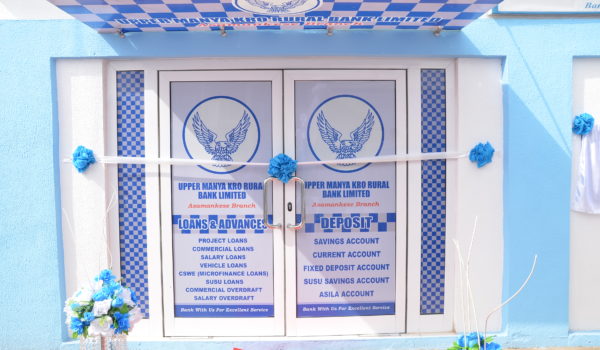 UPPER MANYA KRO RURAL BANK LIMITED
Asamankese Branch
UPPER MANYA KRO RURAL
BANK LIMITED
Asamankese Branch
LOANS & ADVANCES
PROJECT LOANS
COMMERCIAL LOANS
SALARY LOANS
VEHICLE LOANS
CSWE (MICROFINANCE LOANS)
SUSU LOANS
COMMERCIAL OVERDRAFT
SALARY OVERDRAFT
Bank With Us For Excellent Service
UPPER MANYA KRO RURAL
BANK LIMITED
Asamankese Branch
DEPOSIT
SAVINGS ACCOUNT
CURRENT ACCOUNT
FIXED DEPOSIT ACCOUNT
SUSU SAVINGS ACCOUNT
ASILA ACCOUNT
Bank With Us For Excellent Service